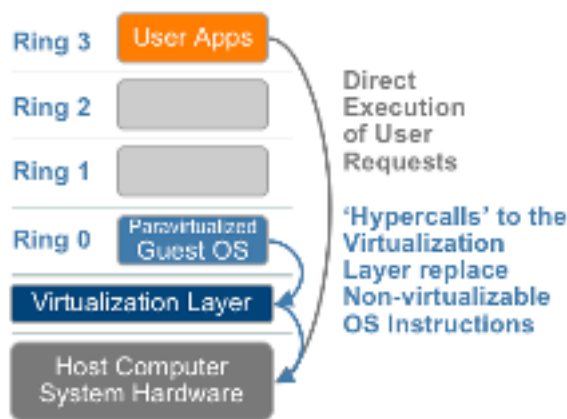 Ring 3
User Apps
Ring 2
Ring 1
Ring 0
Paravirtualized
Guest OS
Virtualization Layer
Host Computer
System Hardware
Direct
Execution
of User
Requests
‘Hypercalls’ to the
Virtualization
Layer replace
Non-virtualizable
OS Instructions